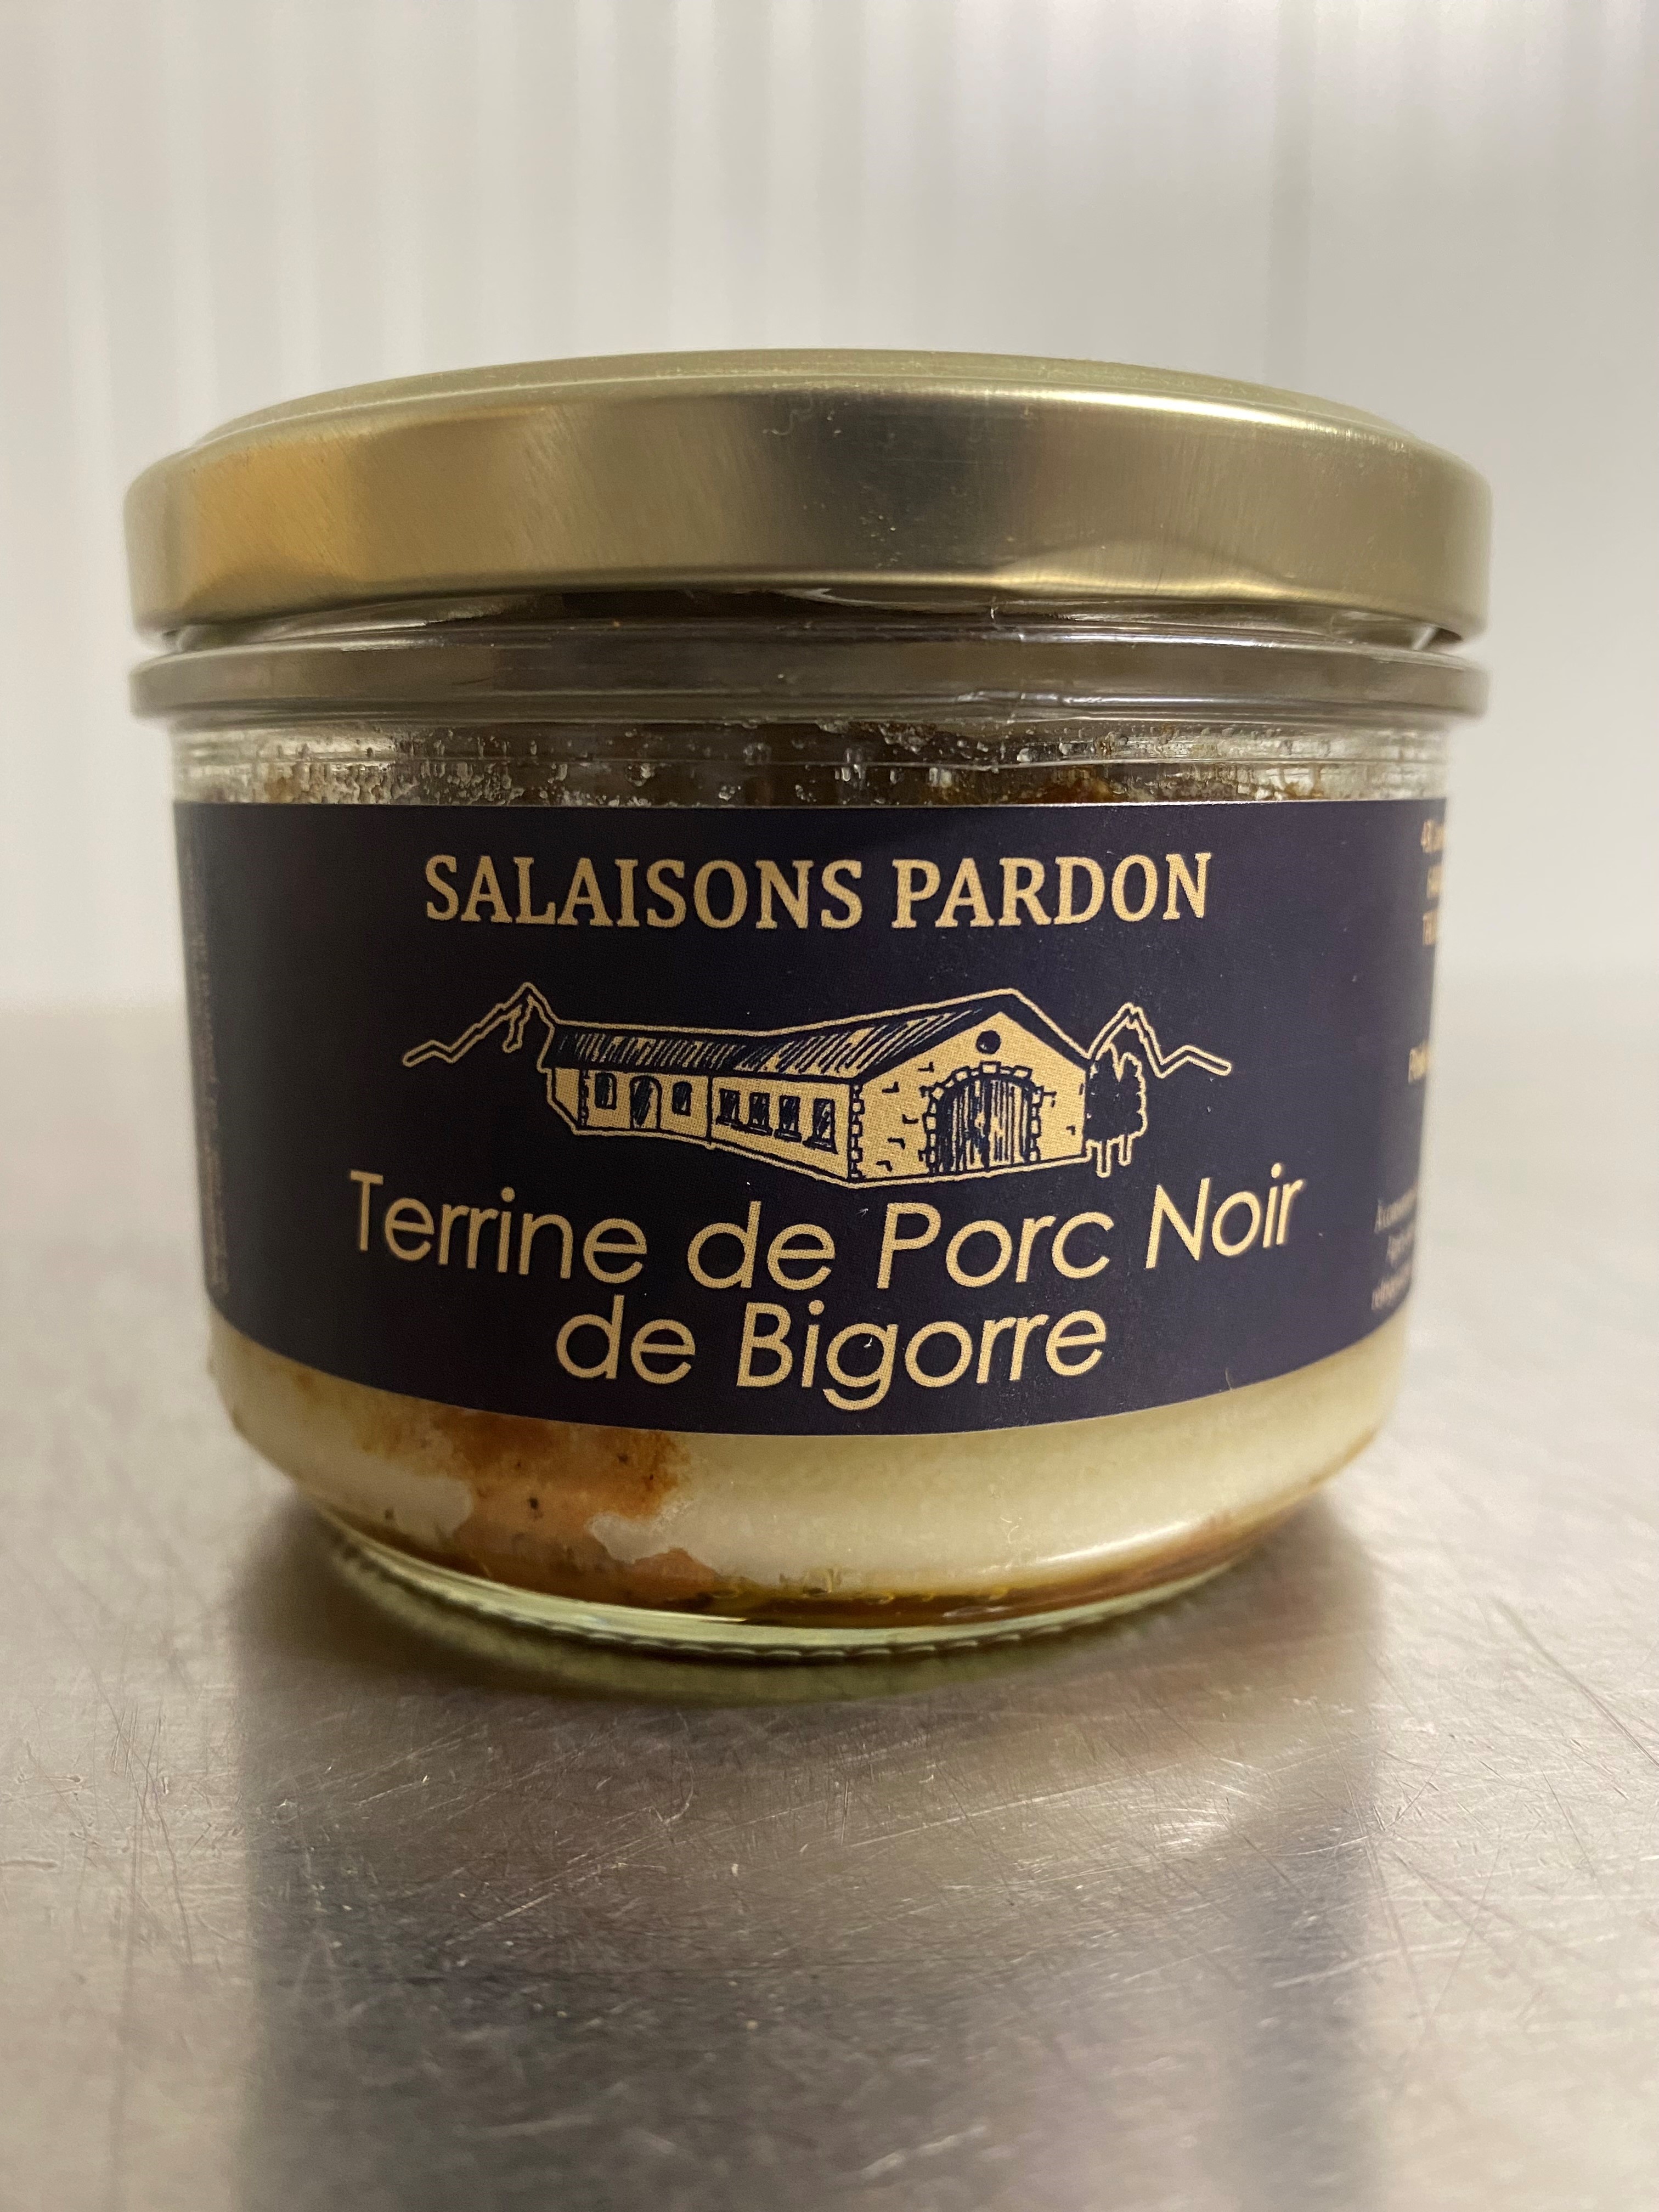 SALAISONS PARDON
Terrine de Porc Noir
de Bigorre